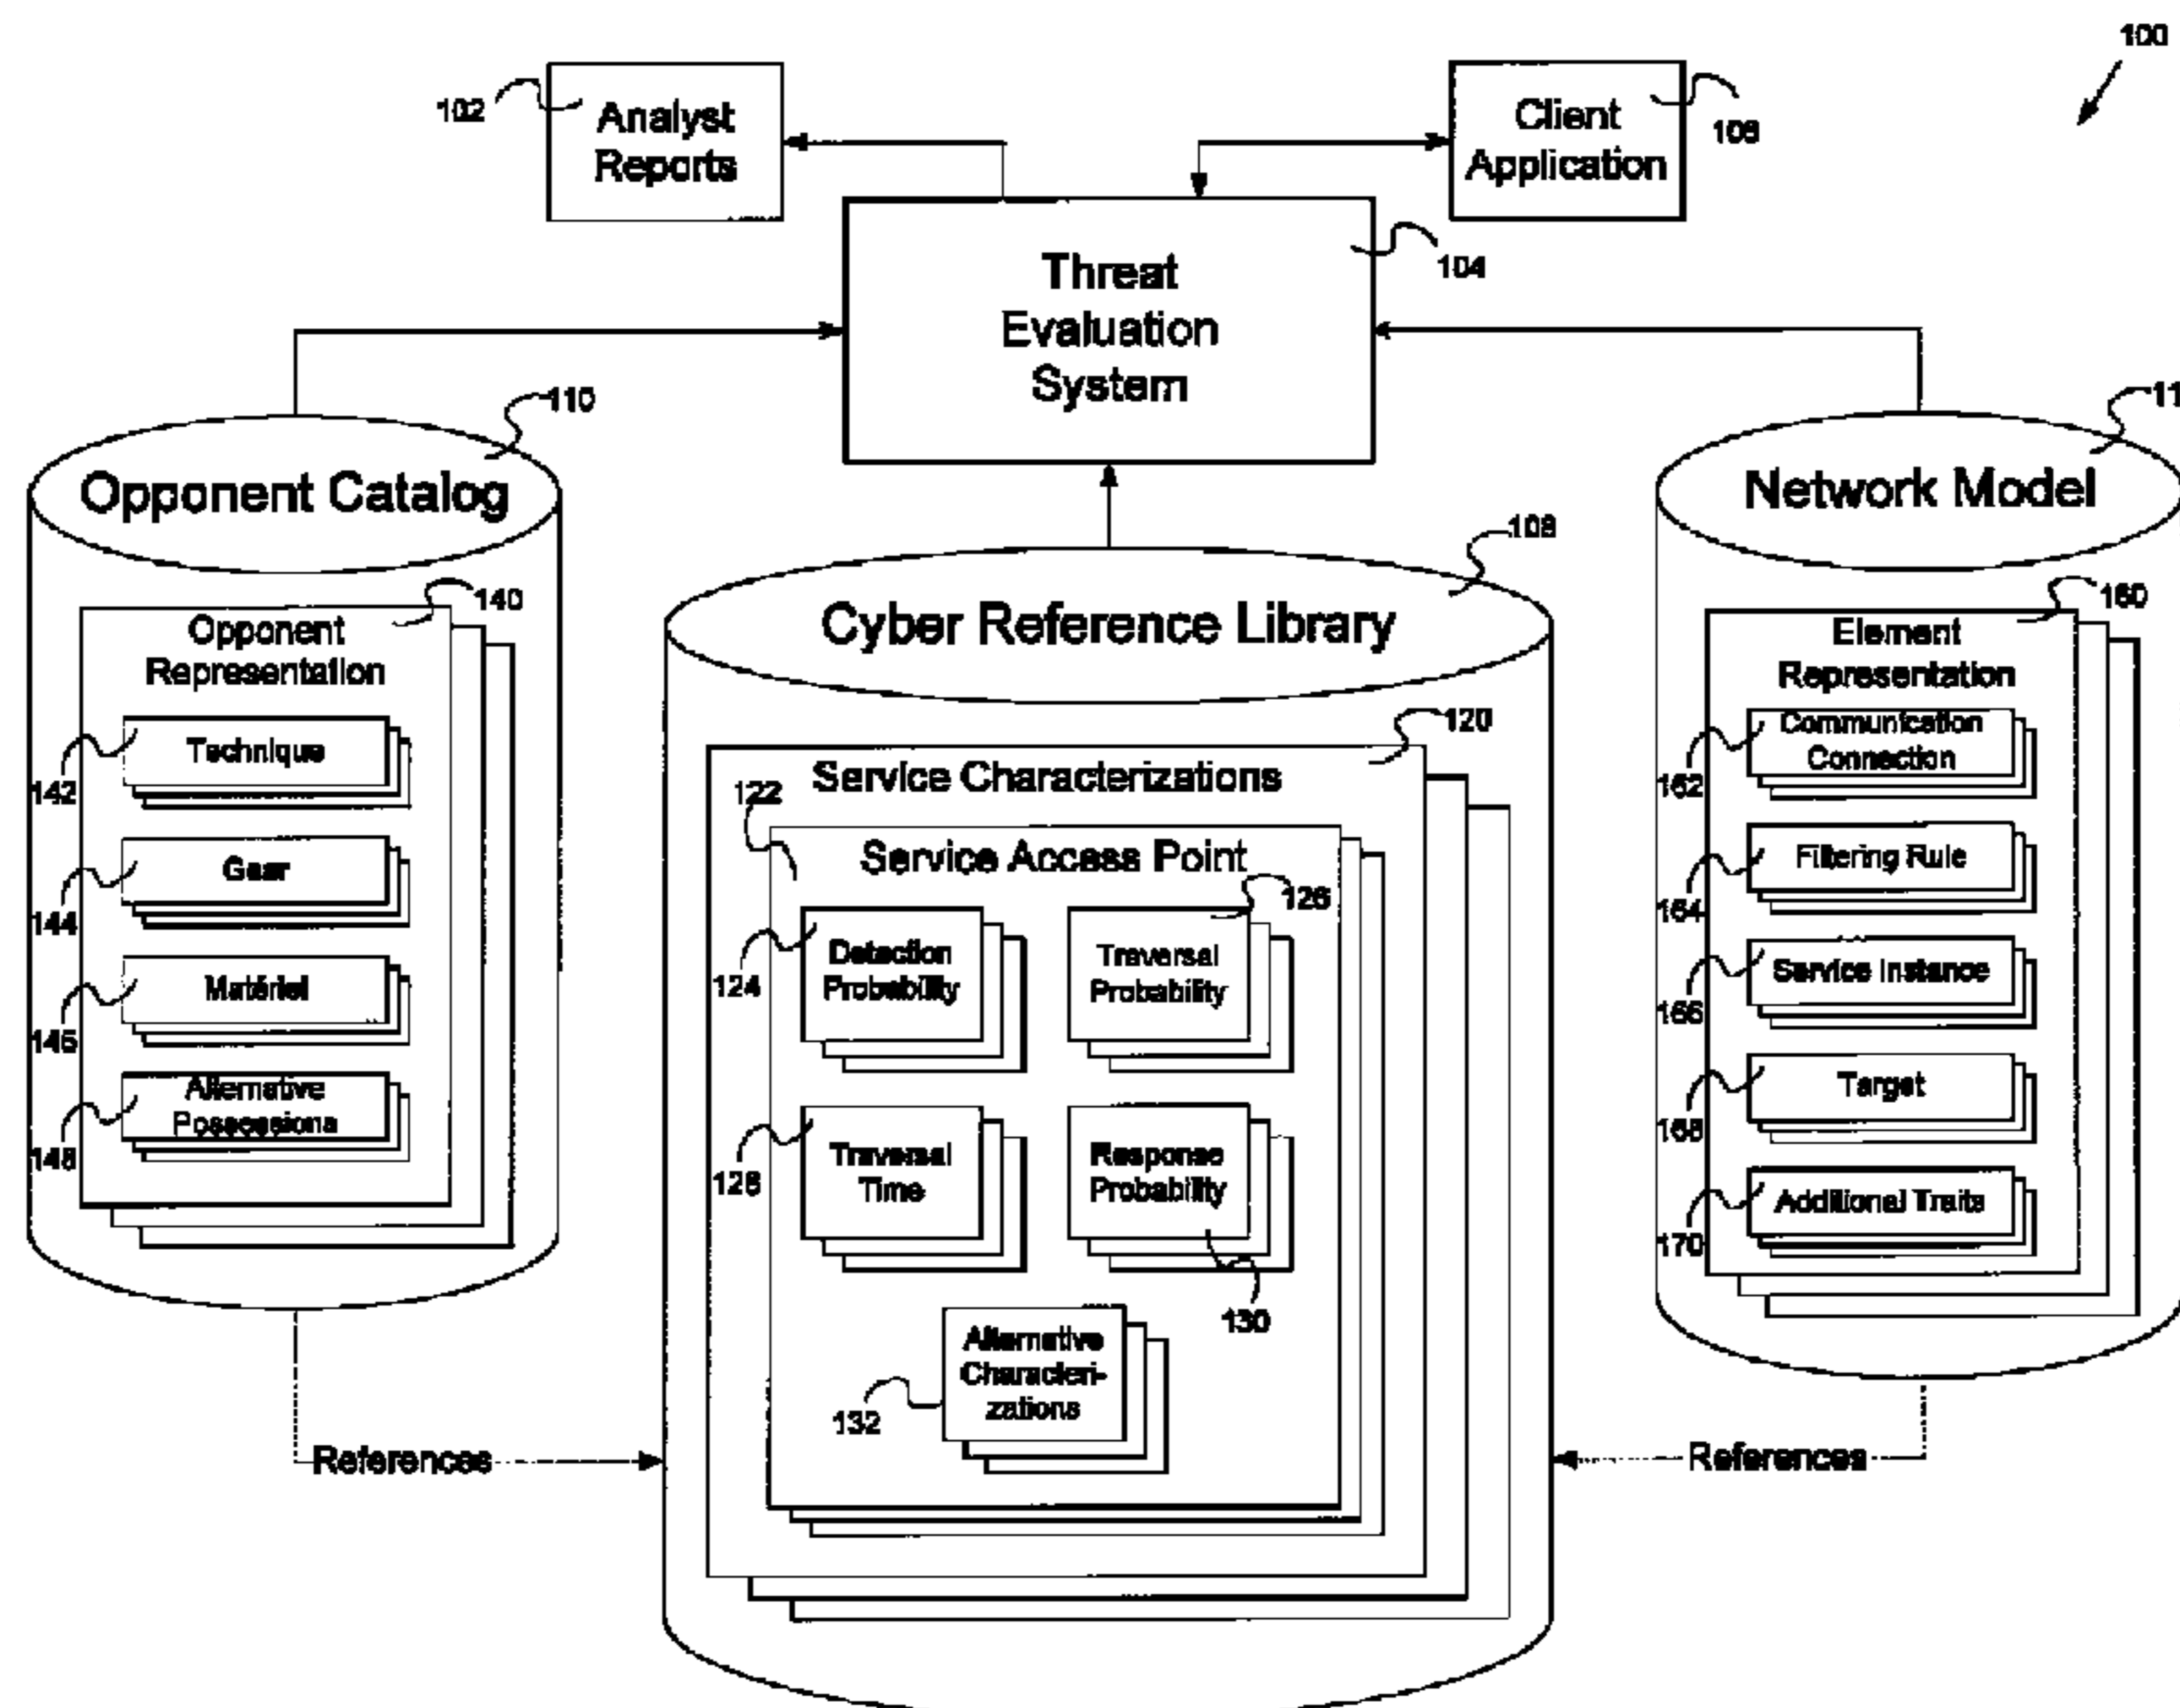 100
102
Analyst
Reports
Client
Application
106
Threat
Evaluation
System
104
110
Opponent Catalog
11
Network Model
108
Cyber Reference Library
140
Opponent
Representation
Technique
142
Gear
144
Matériel
146
Alternative
Possessions
148
120
Service Characterizations
122
Service Access Point
126
Detection
Probability
124
Traversal
Probability
Traversal
Time
128
Response
Probability
130
Alternative
Characteri-
zations
132
160
Element
Representation
Communication
Connection
162
Filtering Rule
164
Service Instance
166
Target
168
Additional Traits
170
References
References